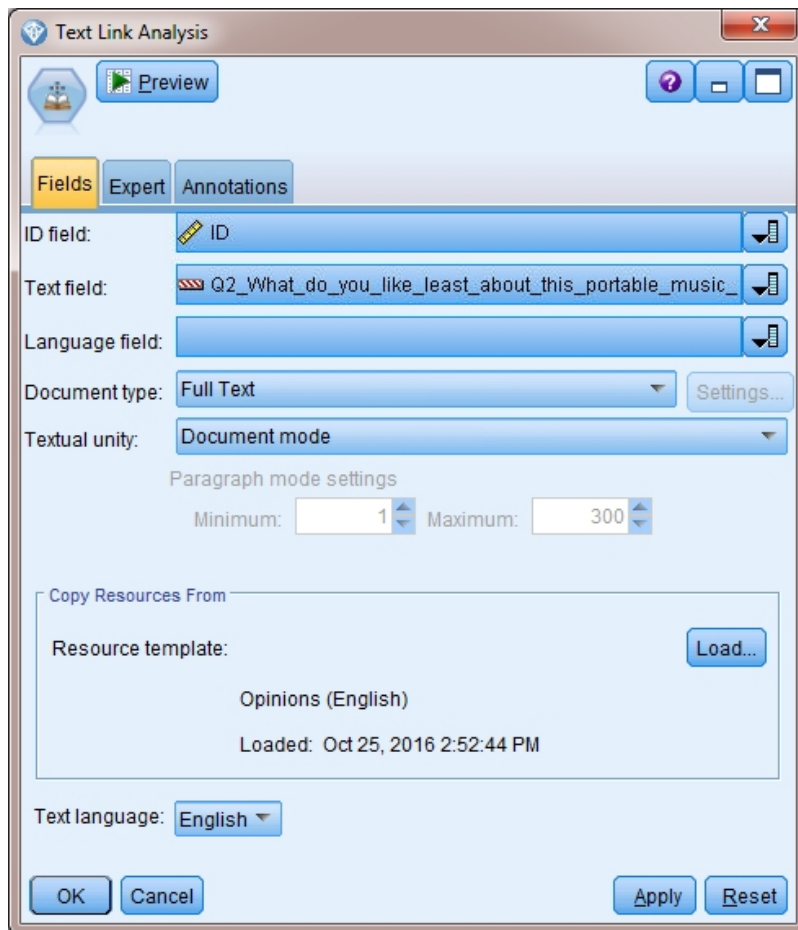 Text Link Analysis
Preview
Fields Expert Annotations
ID field: ID
Text field: Q2_What_do_you_like_least_about_this_portable_music_
Language field:
Document type: Full Text Settings...
Textual unity: Document mode
Paragraph mode settings
Minimum: 1 Maximum: 300
Copy Resources From
Resource template: Load...
Opinions (English)
Loaded: Oct 25, 2016 2:52:44 PM
Text language: English
OK Cancel Apply Reset